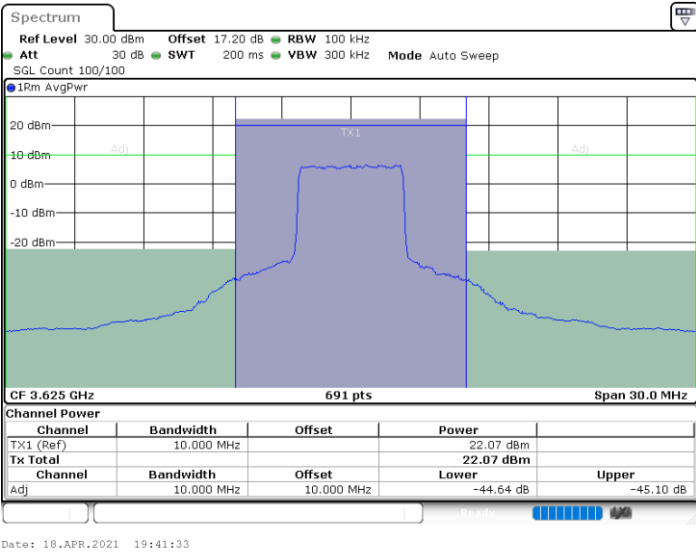 Spectrum
Ref Level 30.00 dBm Offset 17.20 dB RBW 100 kHz
Att 30 dB SWT 200 ms VBW 300 kHz Mode Auto Sweep
SGL Count 100/100
1Rm AvgPwr
20 dBm
TX1
10 dBm Adj Adj
0 dBm
-10 dBm
-20 dBm
CF 3.625 GHz 691 pts Span 30.0 MHz
Channel Power
Channel Bandwidth Offset Power
TX1 (Ref) 10.000 MHz 22.07 dBm
Tx Total 22.07 dBm
Channel Bandwidth Offset Lower Upper
Adj 10.000 MHz 10.000 MHz -44.64 dB -45.10 dB
Ready
Date: 18.APR.2021 19:41:33